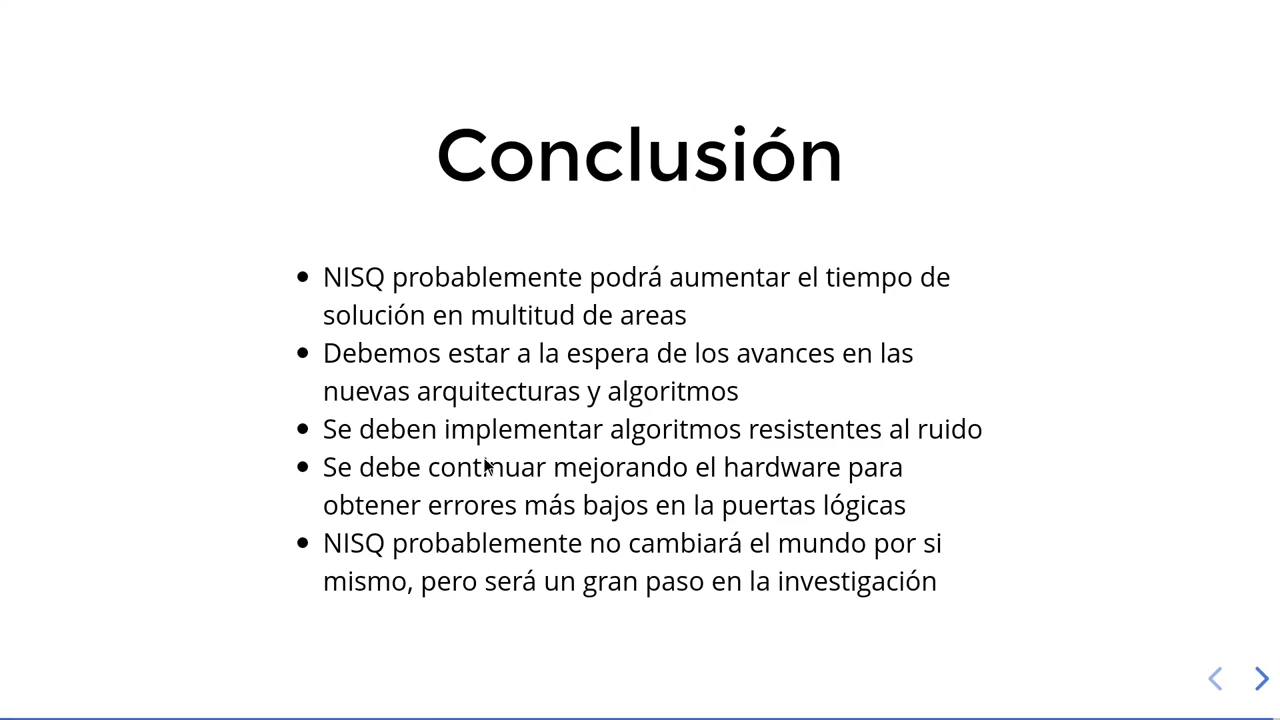 Conclusión
• NISQ probablemente podrá aumentar el tiempo de
solución en multitud de areas
• Debemos estar a la espera de los avances en las
nuevas arquitecturas y algoritmos
• Se deben implementar algoritmos resistentes al ruido
• Se debe continuar mejorando el hardware para
obtener errores más bajos en la puertas lógicas
• NISQ probablemente no cambiará el mundo por si
mismo, pero será un gran paso en la investigación